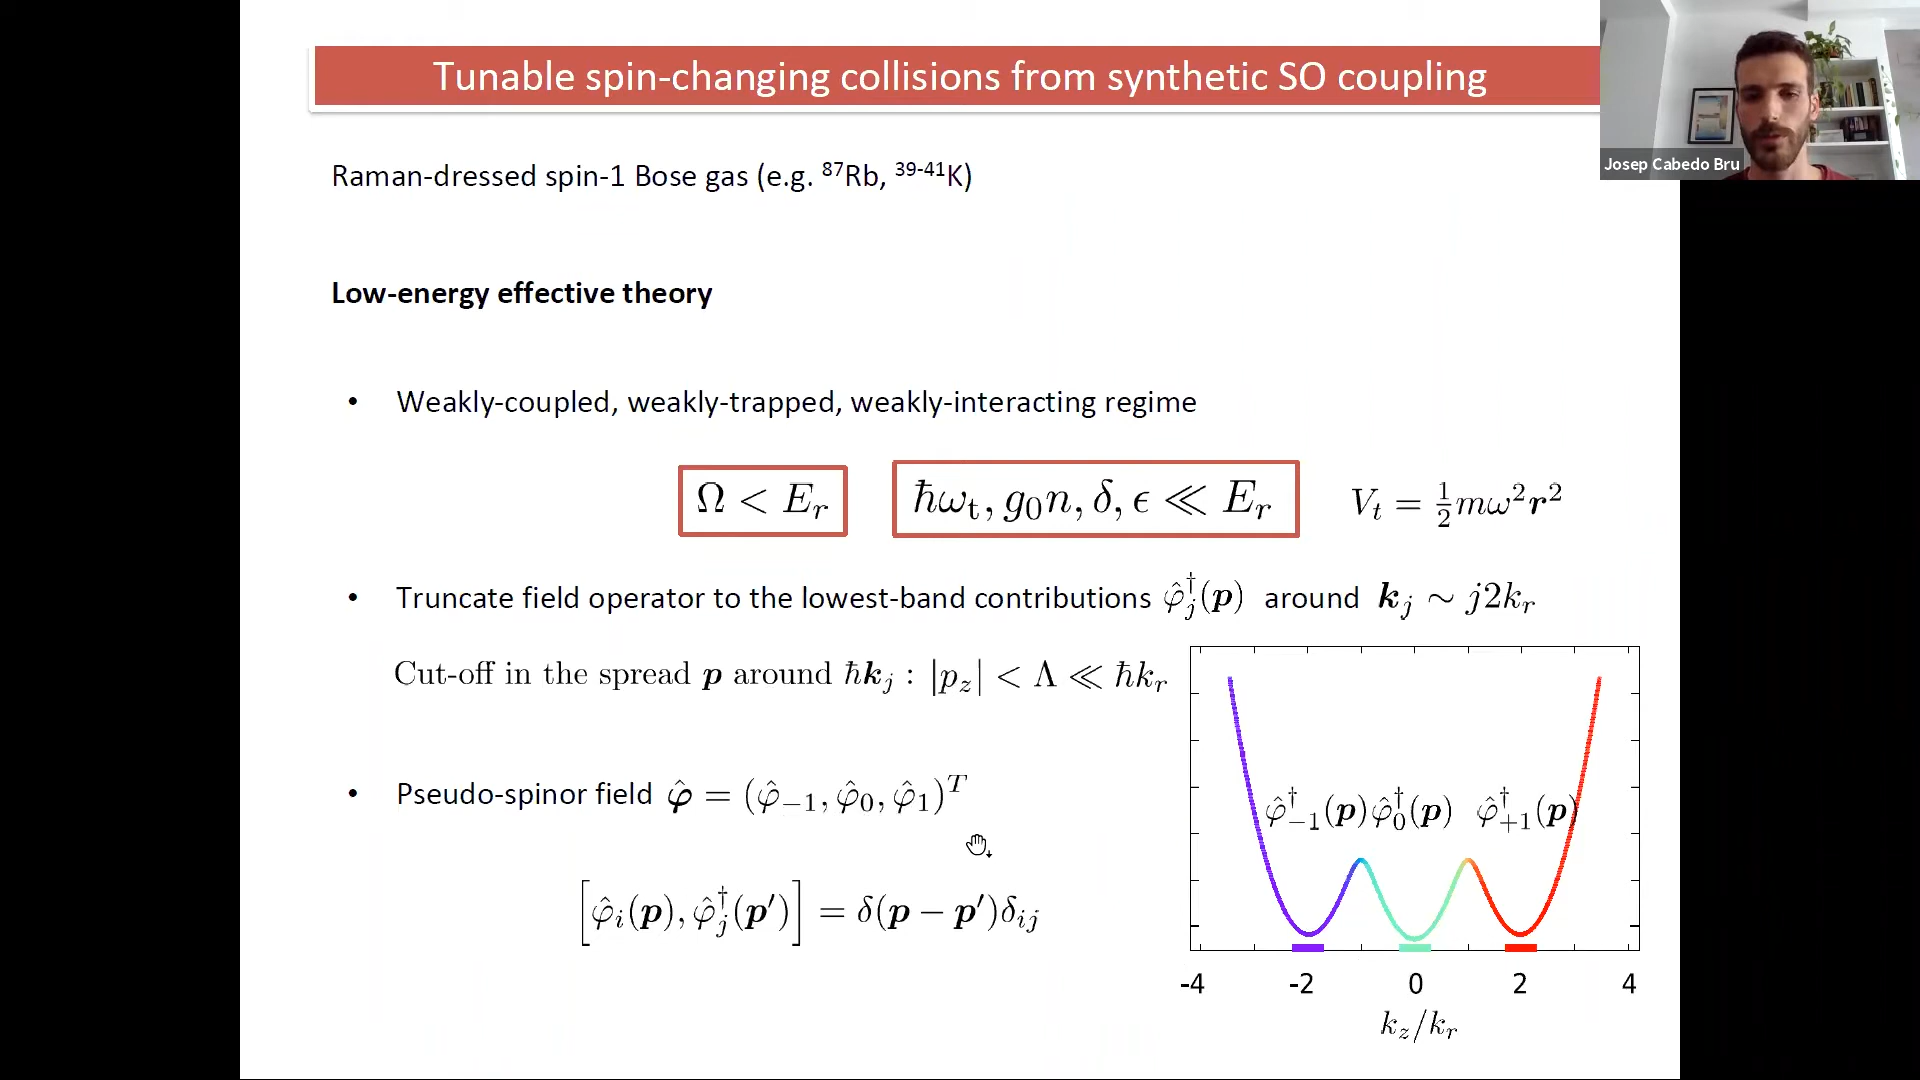 Tunable spin-changing collisions from synthetic SO coupling
Josep Cabedo Bru
Raman-dressed spin-1 Bose gas (e.g. ⁸⁷Rb, ³⁹⁻⁴¹K)
Low-energy effective theory
• Weakly-coupled, weakly-trapped, weakly-interacting regime
Ω < E_r
ħω_t, g_0 n, δ, ϵ ≪ E_r
V_t = ½mω²r²
• Truncate field operator to the lowest-band contributions φ̂†_j(p) around k_j ∼ j2k_r
Cut-off in the spread p around ħk_j : |p_z| < Λ ≪ ħk_r
• Pseudo-spinor field φ̂ = (φ̂_{-1}, φ̂_0, φ̂_1)^T
[φ̂_i(p), φ̂†_j(p′)] = δ(p − p′)δ_ij
φ̂†_{-1}(p) φ̂†_0(p) φ̂†_{+1}(p)
-4 -2 0 2 4
k_z/k_r